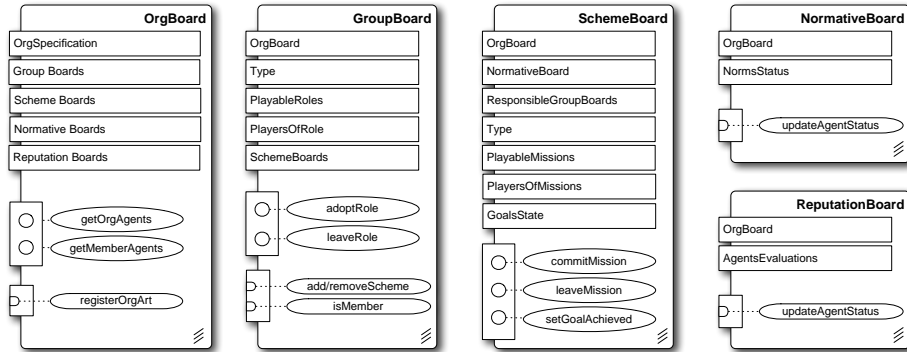 OrgBoard
OrgSpecification
Group Boards
Scheme Boards
Normative Boards
Reputation Boards
getOrgAgents
getMemberAgents
registerOrgArt
GroupBoard
OrgBoard
Type
PlayableRoles
PlayersOfRole
SchemeBoards
adoptRole
leaveRole
add/removeScheme
isMember
SchemeBoard
OrgBoard
NormativeBoard
ResponsibleGroupBoards
Type
PlayableMissions
PlayersOfMissions
GoalsState
commitMission
leaveMission
setGoalAchieved
NormativeBoard
OrgBoard
NormsStatus
updateAgentStatus
ReputationBoard
OrgBoard
AgentsEvaluations
updateAgentStatus